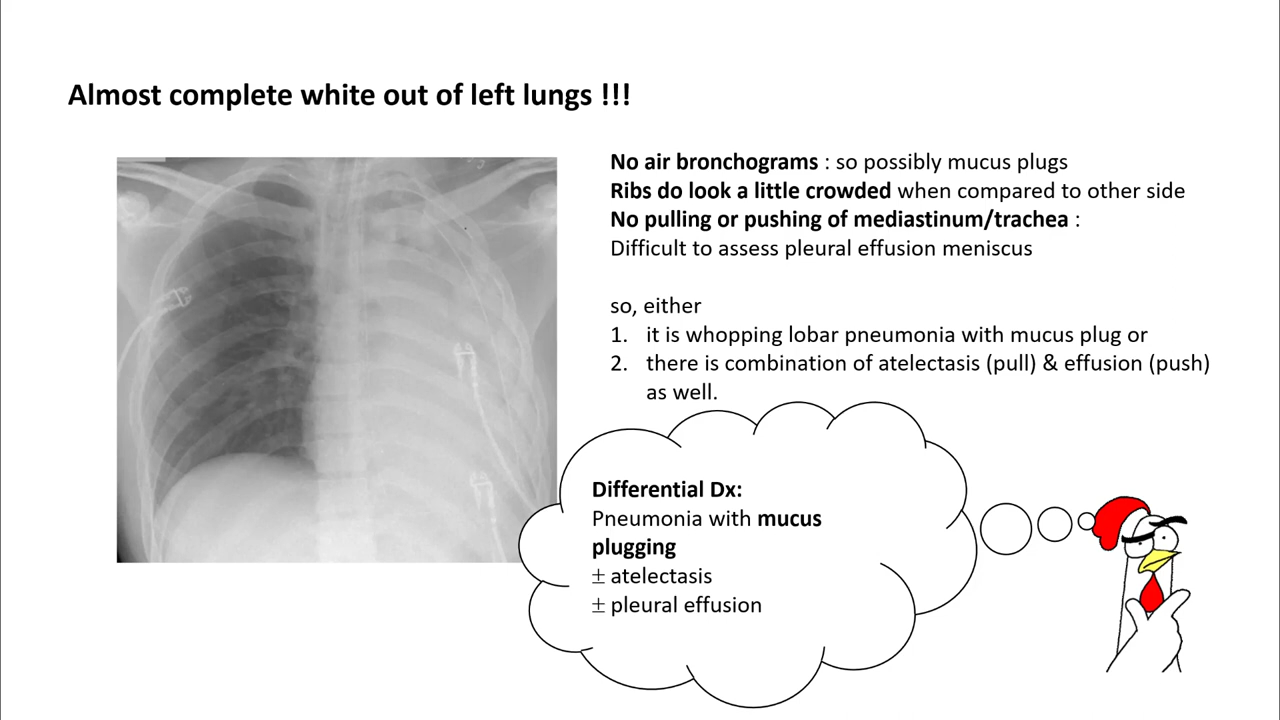 Almost complete white out of left lungs !!!
No air bronchograms : so possibly mucus plugs
Ribs do look a little crowded when compared to other side
No pulling or pushing of mediastinum/trachea :
Difficult to assess pleural effusion meniscus
so, either
1. it is whopping lobar pneumonia with mucus plug or
2. there is combination of atelectasis (pull) & effusion (push)
as well.
Differential Dx:
Pneumonia with mucus
plugging
± atelectasis
± pleural effusion